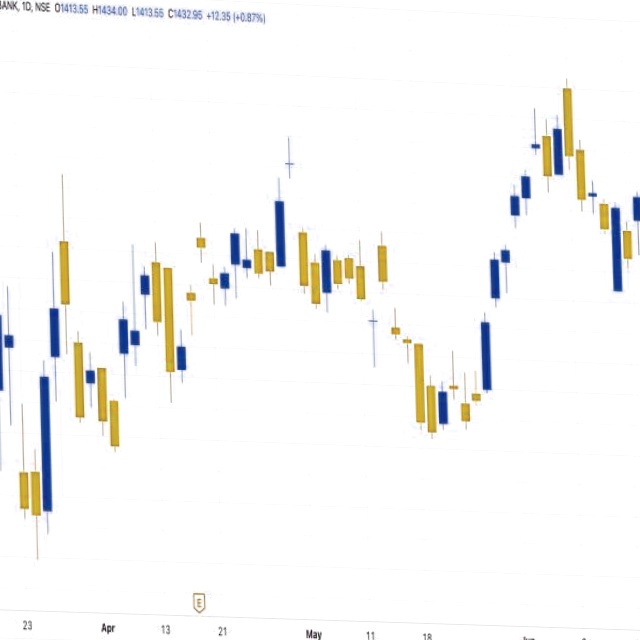 BANK, 1D, NSE O1413.55 H1434.00 L1413.55 C1432.95 +12.35 (+0.87%)
E
23 Apr 13 21 May 11 18